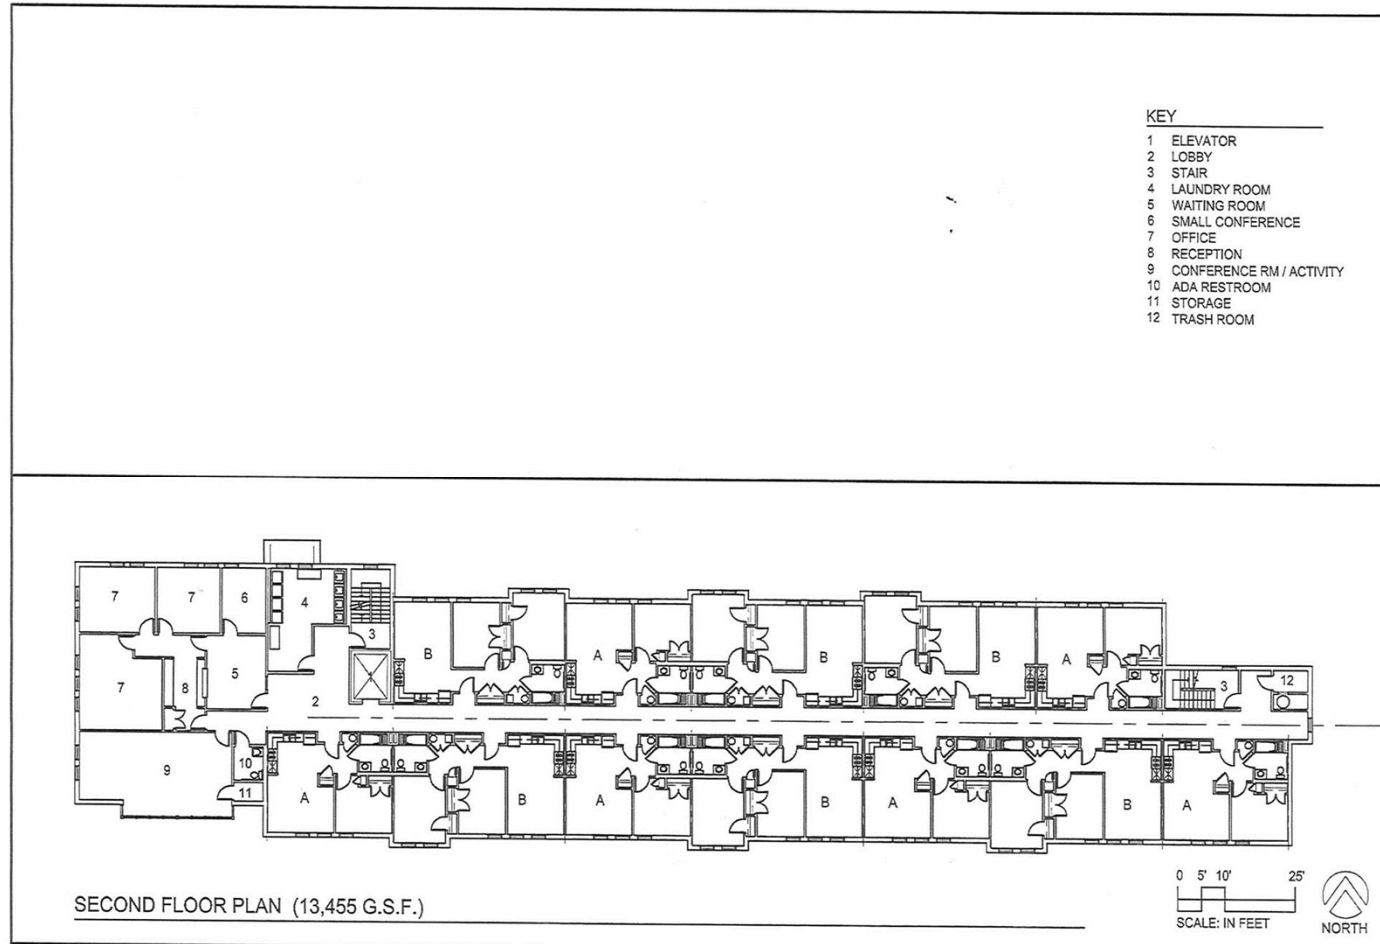 KEY
1 ELEVATOR
2 LOBBY
3 STAIR
4 LAUNDRY ROOM
5 WAITING ROOM
6 SMALL CONFERENCE
7 OFFICE
8 RECEPTION
9 CONFERENCE RM / ACTIVITY
10 ADA RESTROOM
11 STORAGE
12 TRASH ROOM
7 7 6 4
3
B A B B A
7 8 5 2 3 12
9 10
11
A B A B A B A
0 5' 10' 25'
SCALE: IN FEET
NORTH
SECOND FLOOR PLAN (13,455 G.S.F.)